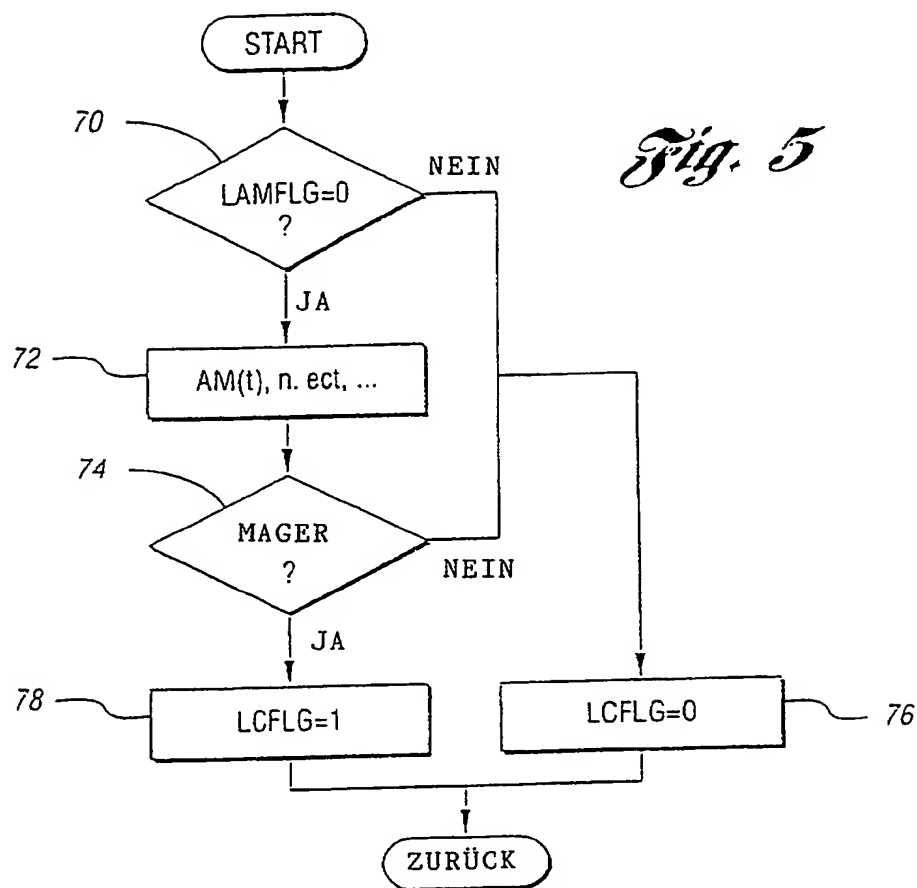 START
70
Fig. 5
NEIN
LAMFLG=0
?
JA
72
AM(t), n. ect, ...
74
MAGER
?
NEIN
JA
78
LCFLG=1
LCFLG=0
76
ZURÜCK